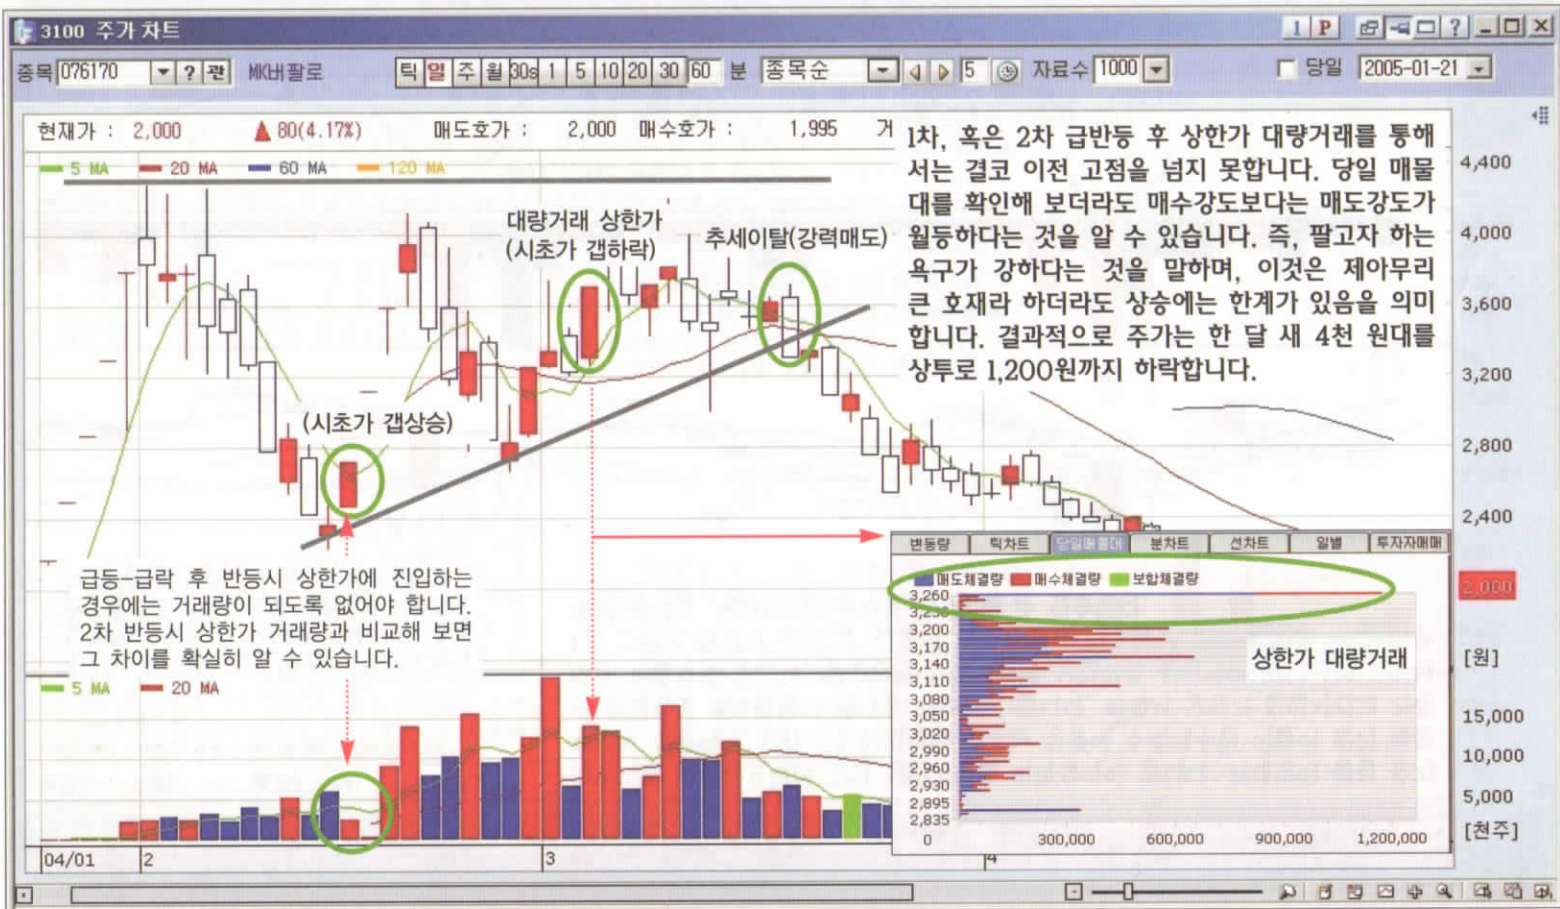 3100 주가 차트
1 P ?
종목 076170 ? 관 MK버팔로 틱 일 주 월 30s 1 5 10 20 30 60 분 종목순 5 자료수 1000 당일 2005-01-21
현재가 : 2,000 ▲ 80(4.17%) 매도호가 : 2,000 매수호가 : 1,995 거
5 MA 20 MA 60 MA 120 MA
1차, 혹은 2차 급반등 후 상한가 대량거래를 통해
서는 결코 이전 고점을 넘지 못합니다. 당일 매물
대를 확인해 보더라도 매수강도보다는 매도강도가
월등하다는 것을 알 수 있습니다. 즉, 팔고자 하는
욕구가 강하다는 것을 말하며, 이것은 제아무리
큰 호재라 하더라도 상승에는 한계가 있음을 의미
합니다. 결과적으로 주가는 한 달 새 4천 원대를
상투로 1,200원까지 하락합니다.
대량거래 상한가
(시초가 갭하락)
추세이탈(강력매도)
(시초가 갭상승)
4,400
4,000
3,600
3,200
2,800
2,400
2,000
[원]
15,000
10,000
5,000
[천주]
급등-급락 후 반등시 상한가에 진입하는
경우에는 거래량이 되도록 없어야 합니다.
2차 반등시 상한가 거래량과 비교해 보면
그 차이를 확실히 알 수 있습니다.
5 MA 20 MA
변동량 틱차트 당일매물대 분차트 선차트 일별 투자자매매
매도체결량 매수체결량 보합체결량
3,260
3,230
3,200
3,170
3,140
3,110
3,080
3,050
3,020
2,990
2,960
2,930
2,895
2,835
상한가 대량거래
0 300,000 600,000 900,000 1,200,000
04/01 2 3 4